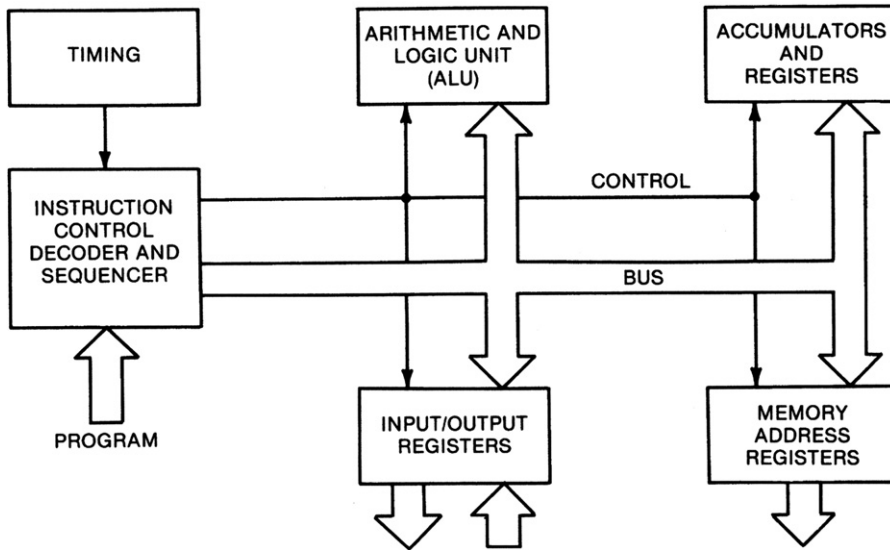 TIMING
ARITHMETIC AND
LOGIC UNIT
(ALU)
ACCUMULATORS
AND
REGISTERS
INSTRUCTION
CONTROL
DECODER AND
SEQUENCER
CONTROL
BUS
PROGRAM
INPUT/OUTPUT
REGISTERS
MEMORY
ADDRESS
REGISTERS